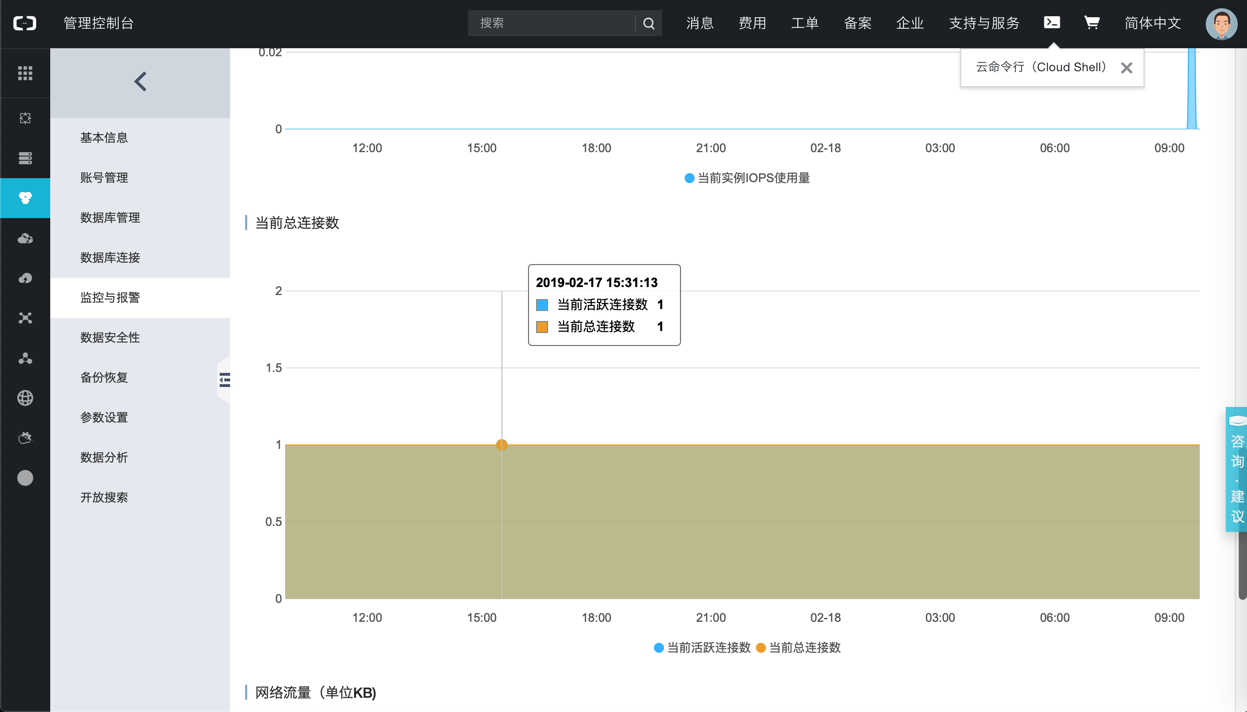 管理控制台
搜索
消息 费用 工单 备案 企业 支持与服务 简体中文
云命令行（Cloud Shell）
基本信息
账号管理
数据库管理
数据库连接
监控与报警
数据安全性
备份恢复
参数设置
数据分析
开放搜索
0.02
0
12:00 15:00 18:00 21:00 02-18 03:00 06:00 09:00
当前实例IOPS使用量
当前总连接数
2019-02-17 15:31:13
当前活跃连接数 1
当前总连接数 1
2
1.5
1
0.5
0
12:00 15:00 18:00 21:00 02-18 03:00 06:00 09:00
当前活跃连接数 当前总连接数
网络流量（单位KB)
咨询·建议